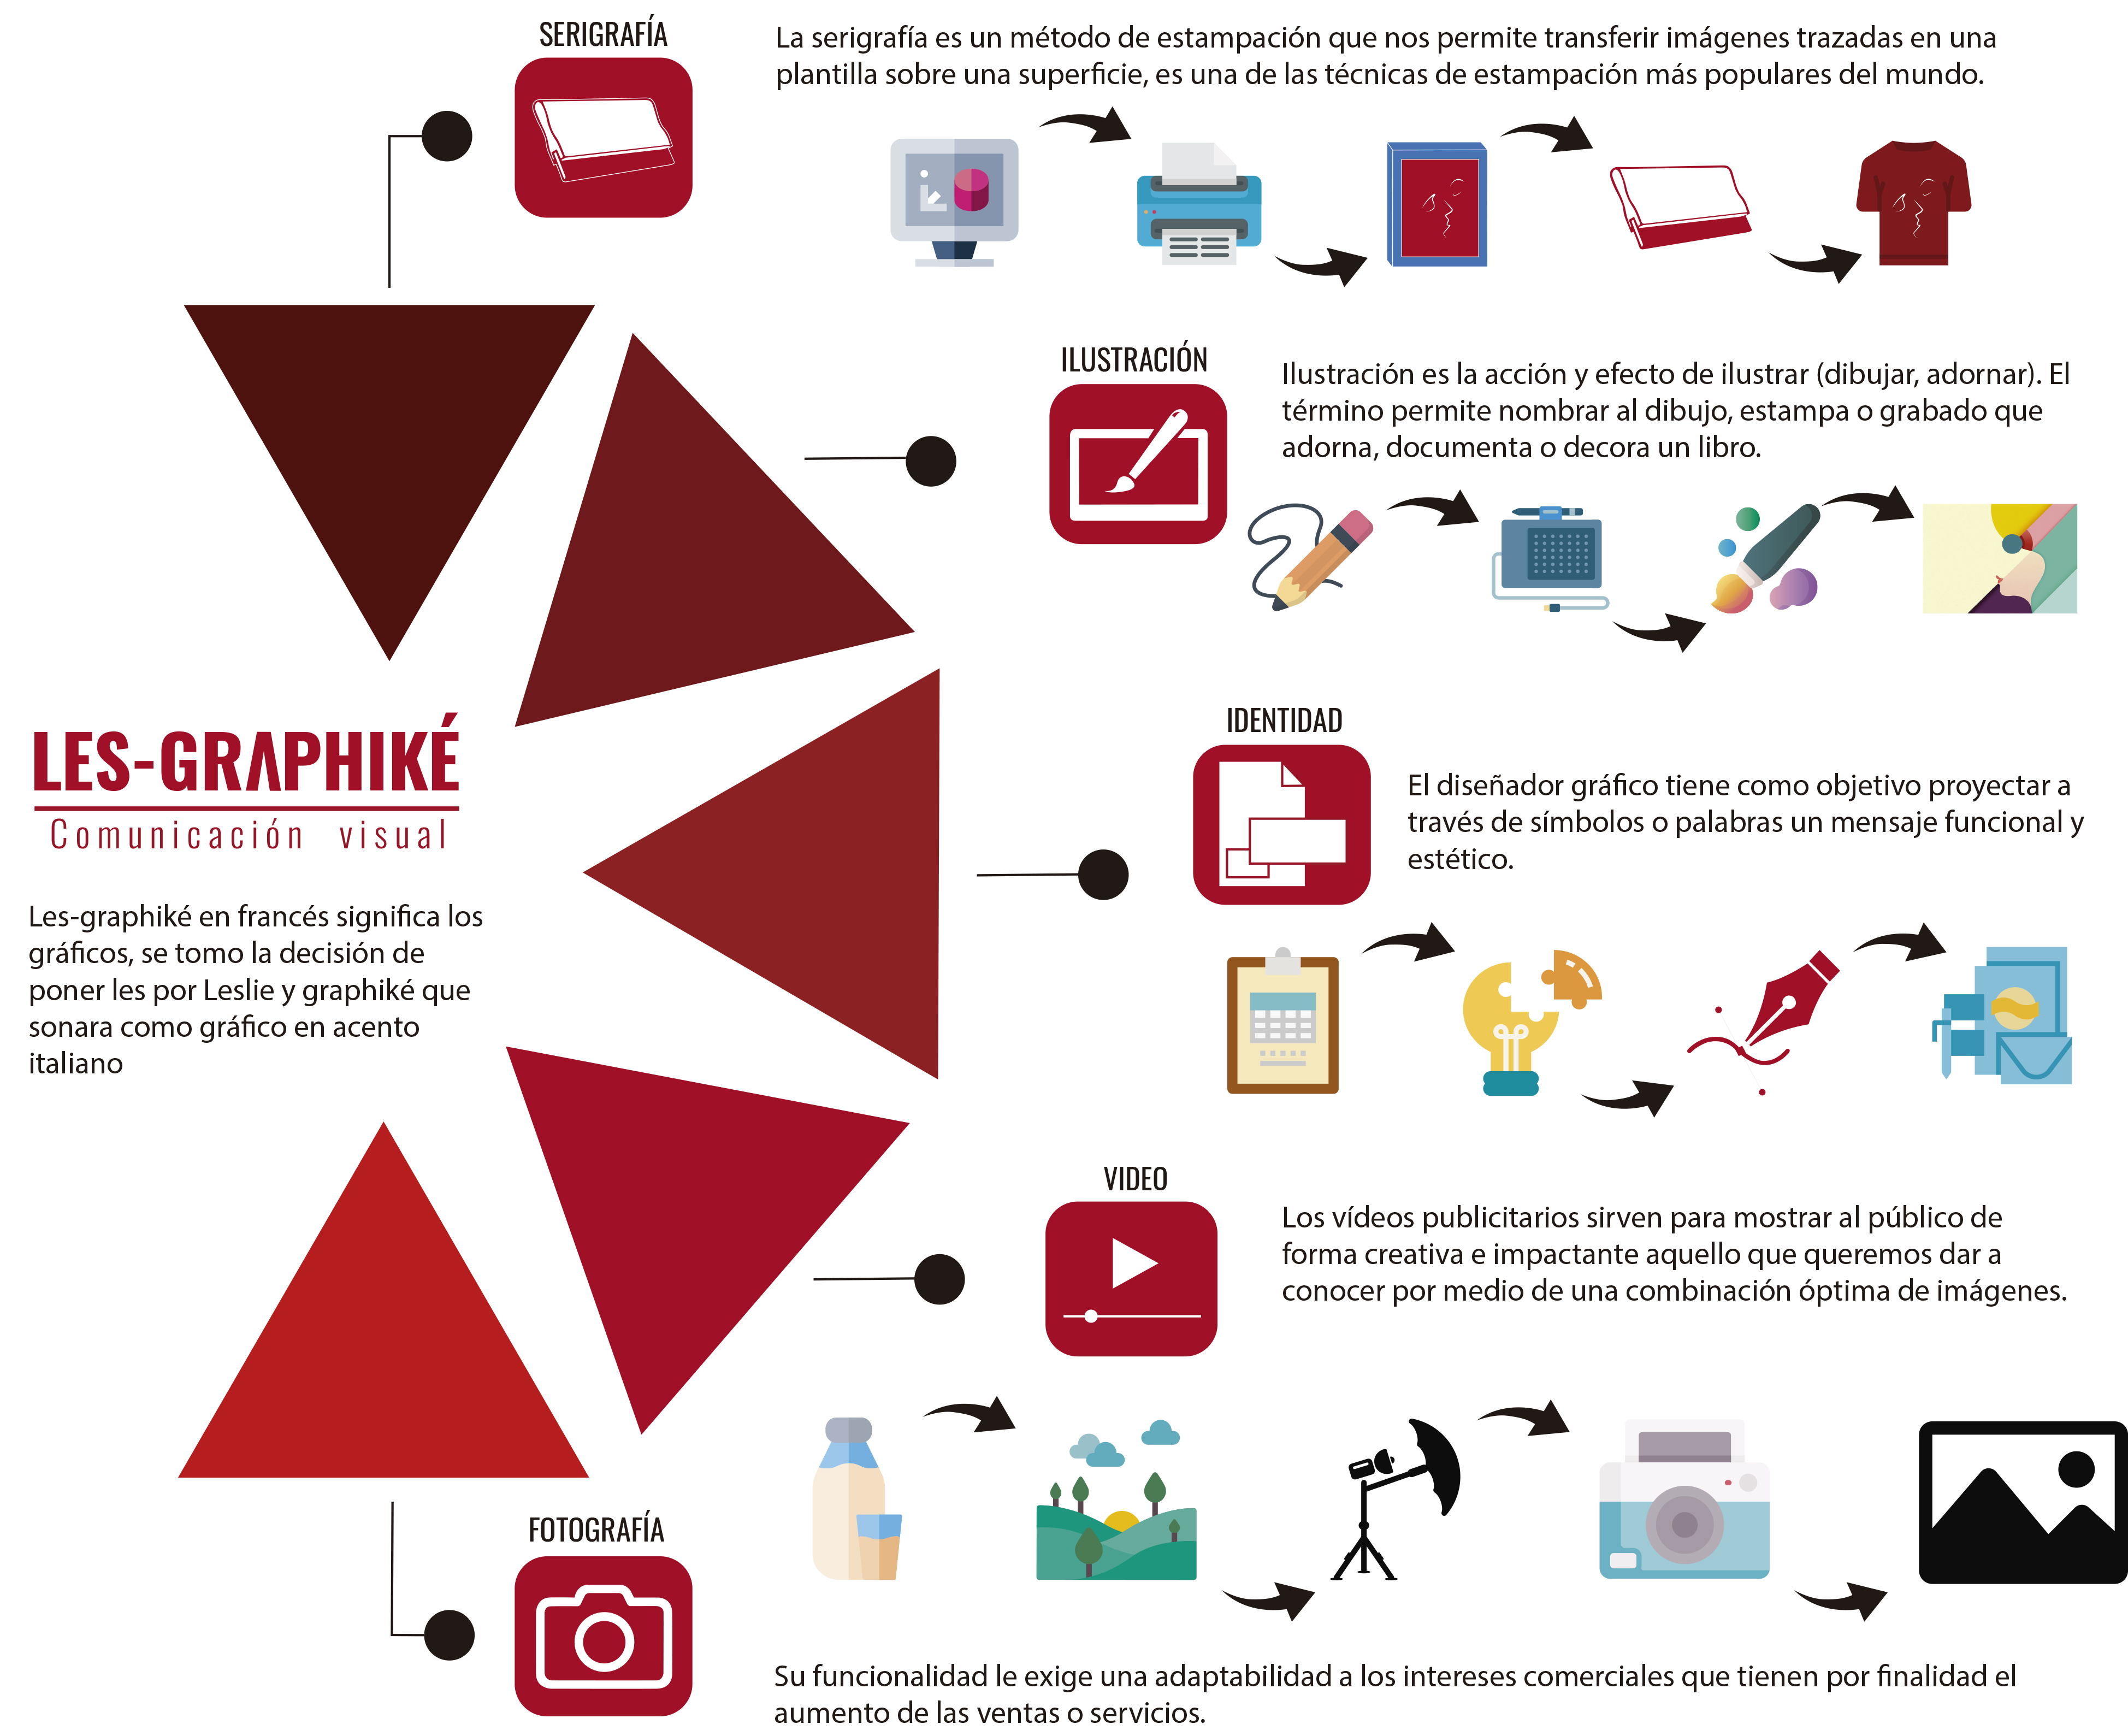 SERIGRAFÍA
La serigrafía es un método de estampación que nos permite transferir imágenes trazadas en una
plantilla sobre una superficie, es una de las técnicas de estampación más populares del mundo.
ILUSTRACIÓN
Ilustración es la acción y efecto de ilustrar (dibujar, adornar). El
término permite nombrar al dibujo, estampa o grabado que
adorna, documenta o decora un libro.
LES-GRAPHIKÉ
Comunicación visual
Les-graphiké en francés significa los
gráficos, se tomo la decisión de
poner les por Leslie y graphiké que
sonara como gráfico en acento
italiano
IDENTIDAD
El diseñador gráfico tiene como objetivo proyectar a
través de símbolos o palabras un mensaje funcional y
estético.
VIDEO
Los vídeos publicitarios sirven para mostrar al público de
forma creativa e impactante aquello que queremos dar a
conocer por medio de una combinación óptima de imágenes.
FOTOGRAFÍA
Su funcionalidad le exige una adaptabilidad a los intereses comerciales que tienen por finalidad el
aumento de las ventas o servicios.